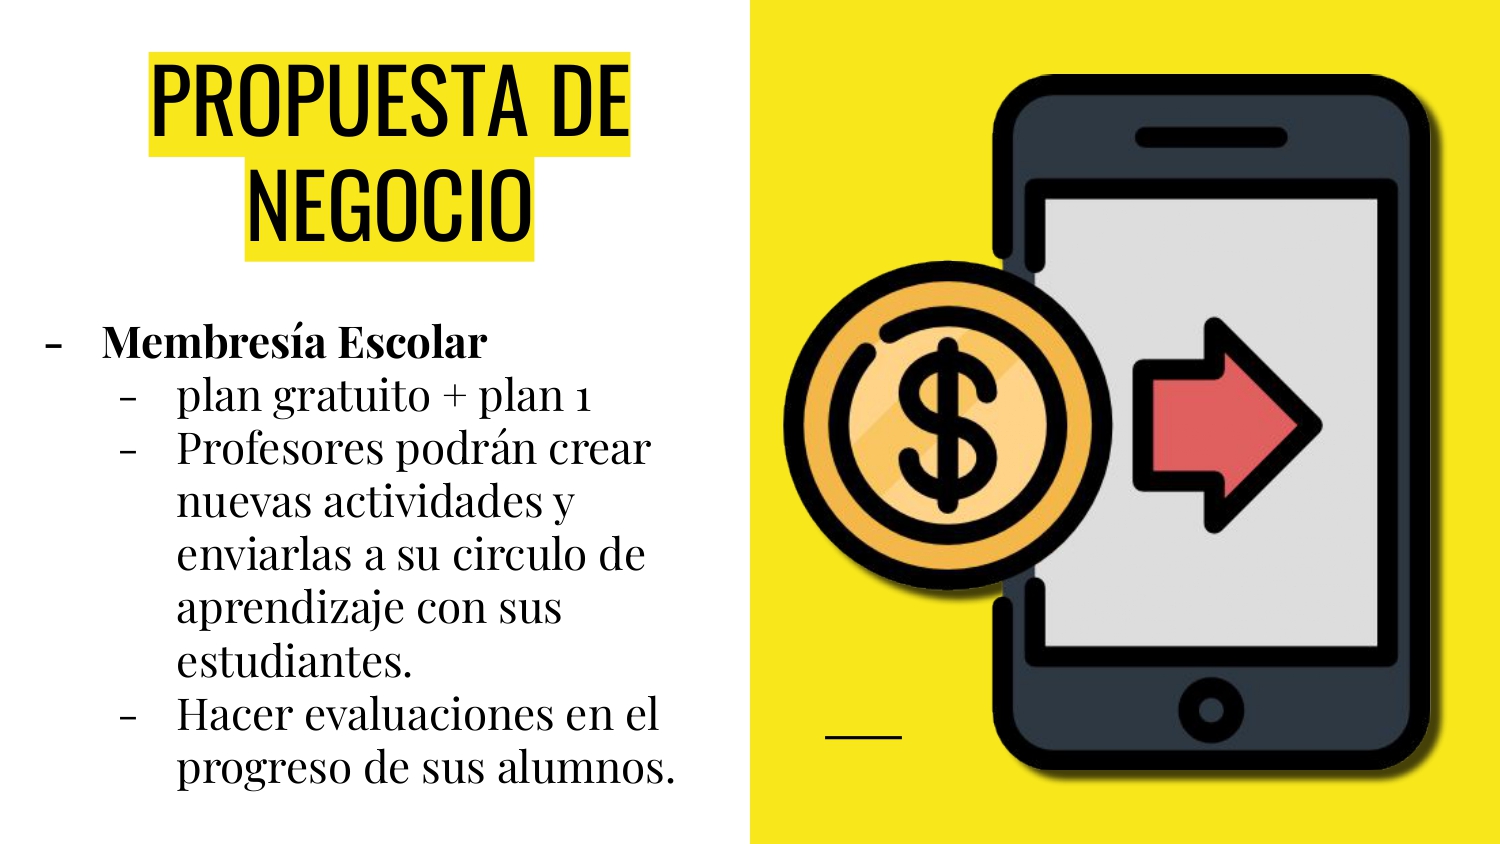 PROPUESTA DE
NEGOCIO
- Membresía Escolar
- plan gratuito + plan 1
- Profesores podrán crear
nuevas actividades y
enviarlas a su circulo de
aprendizaje con sus
estudiantes.
- Hacer evaluaciones en el
progreso de sus alumnos.
$